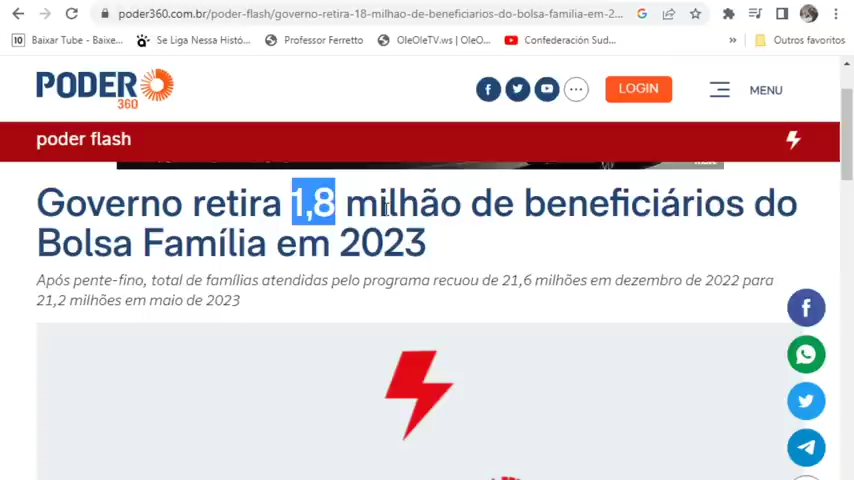 poder360.com.br/poder-flash/governo-retira-18-milhao-de-beneficiarios-do-bolsa-familia-em-2...
10 Baixar Tube - Baixe... Se Liga Nessa Histó... Professor Ferretto OleOleTV.ws | OleO... Confederación Sud... » Outros favoritos
PODER
360
LOGIN
MENU
poder flash
Governo retira 1,8 milhão de beneficiários do
Bolsa Família em 2023
Após pente-fino, total de famílias atendidas pelo programa recuou de 21,6 milhões em dezembro de 2022 para
21,2 milhões em maio de 2023